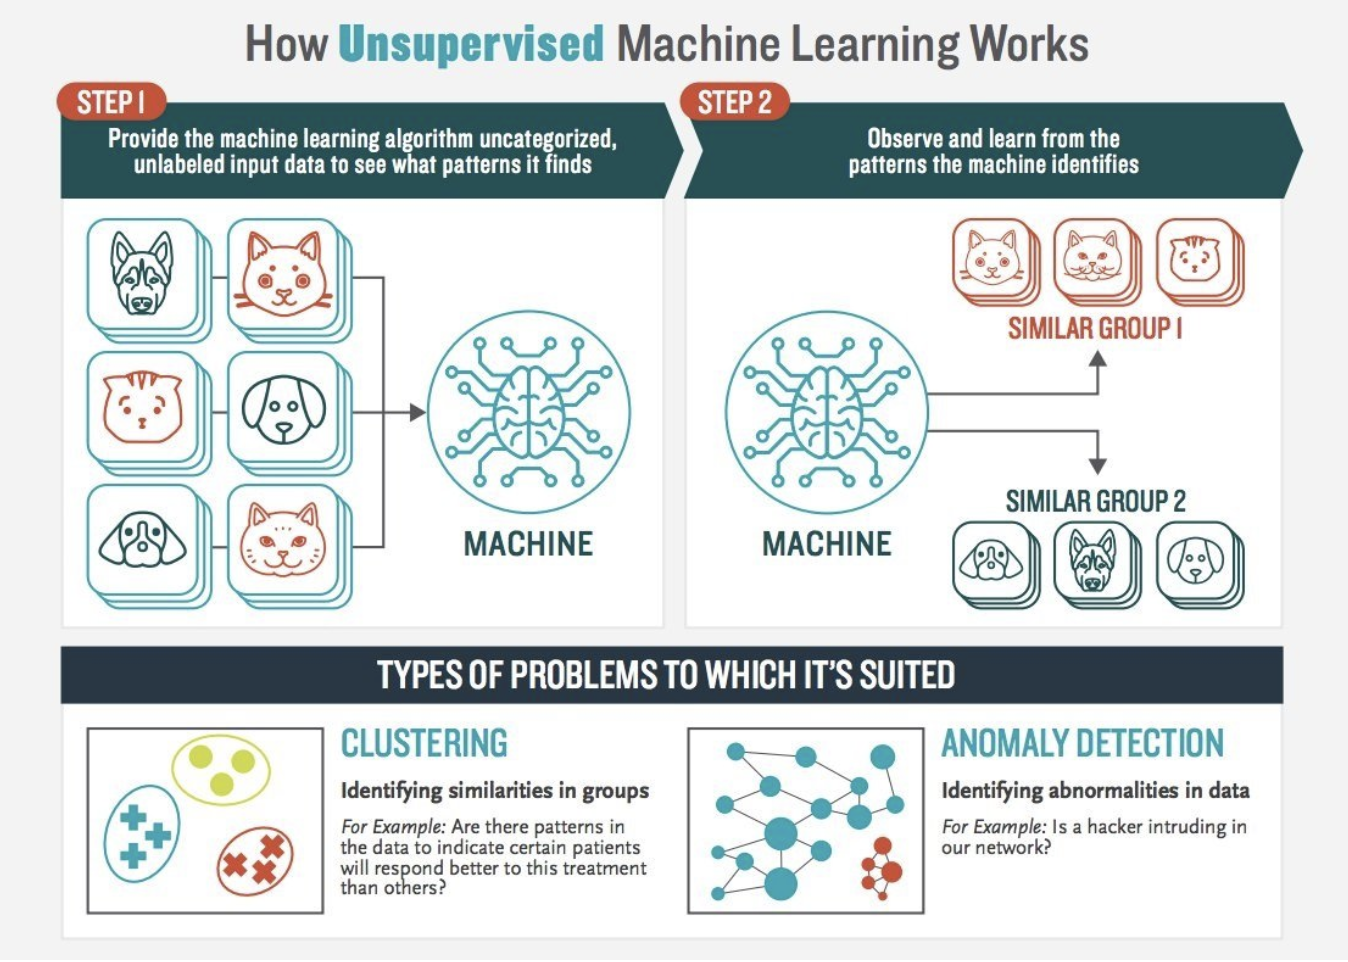 How Unsupervised Machine Learning Works
STEP 1
Provide the machine learning algorithm uncategorized,
unlabeled input data to see what patterns it finds
MACHINE
STEP 2
Observe and learn from the
patterns the machine identifies
SIMILAR GROUP 1
MACHINE
SIMILAR GROUP 2
TYPES OF PROBLEMS TO WHICH IT'S SUITED
CLUSTERING
Identifying similarities in groups
For Example: Are there patterns in
the data to indicate certain patients
will respond better to this treatment
than others?
ANOMALY DETECTION
Identifying abnormalities in data
For Example: Is a hacker intruding in
our network?